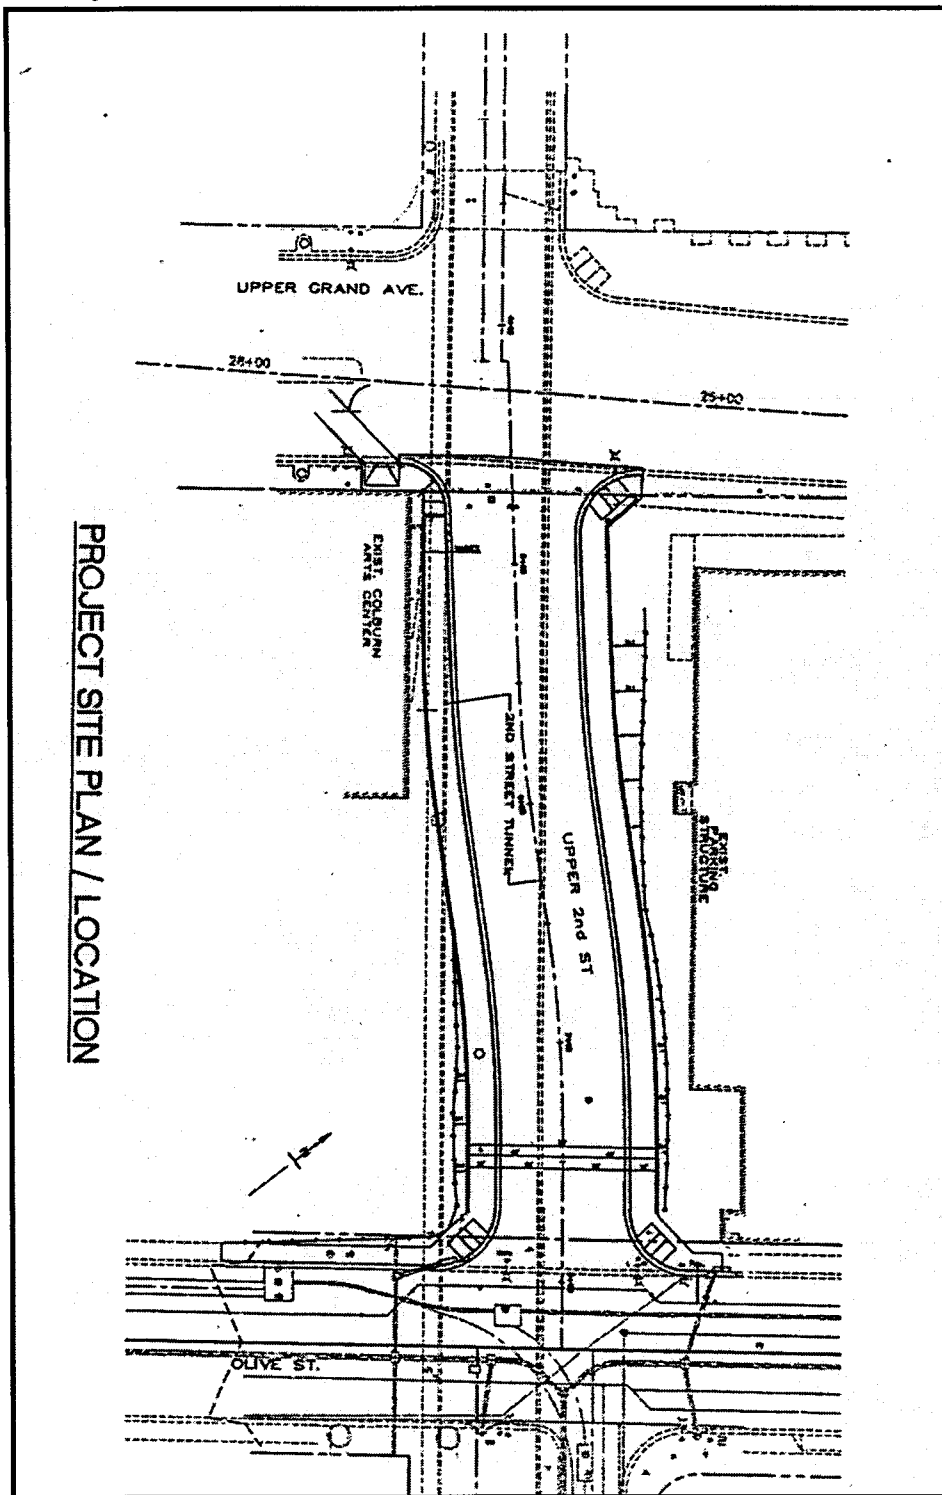 UPPER GRAND AVE.
26+00
25+00
EXIST. COLBURN
ARTS CENTER
2ND STREET TUNNEL
UPPER 2nd ST
EXIST.
PARKING
STRUCTURE
PROJECT SITE PLAN / LOCATION
OLIVE ST.